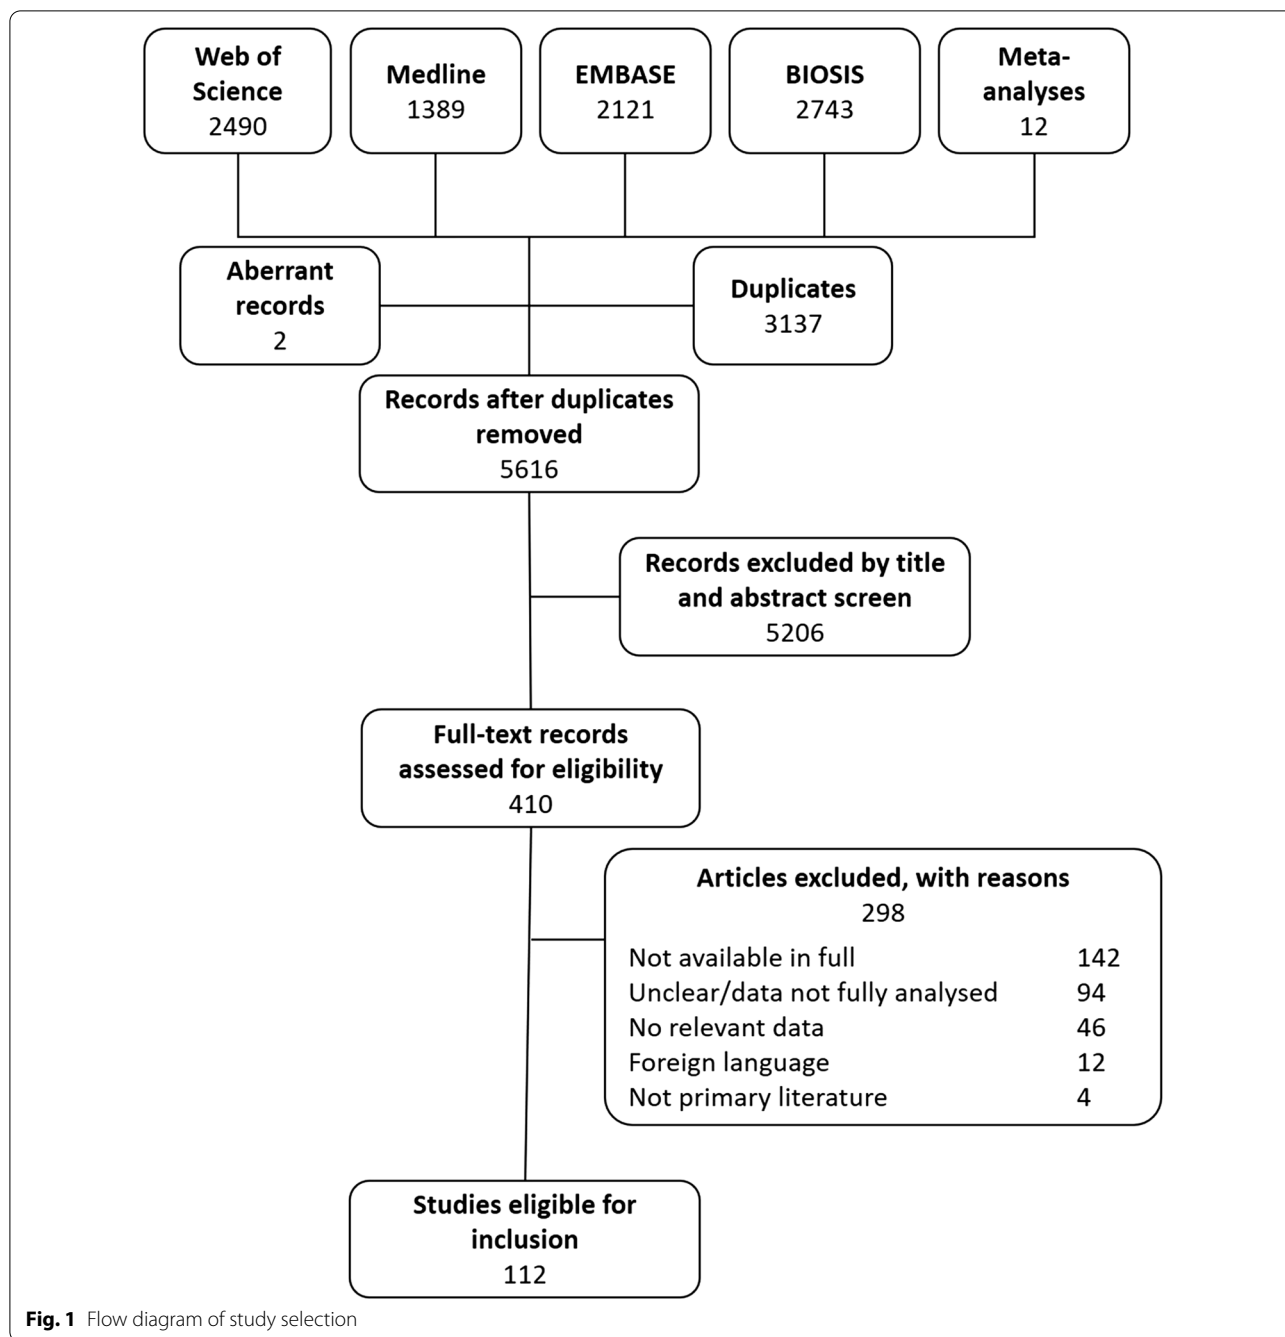 Web of
Science
2490
Medline
1389
EMBASE
2121
BIOSIS
2743
Meta-
analyses
12
Aberrant
records
2
Duplicates
3137
Records after duplicates
removed
5616
Records excluded by title
and abstract screen
5206
Full-text records
assessed for eligibility
410
Articles excluded, with reasons
298
Not available in full 142
Unclear/data not fully analysed 94
No relevant data 46
Foreign language 12
Not primary literature 4
Studies eligible for
inclusion
112
Fig. 1 Flow diagram of study selection